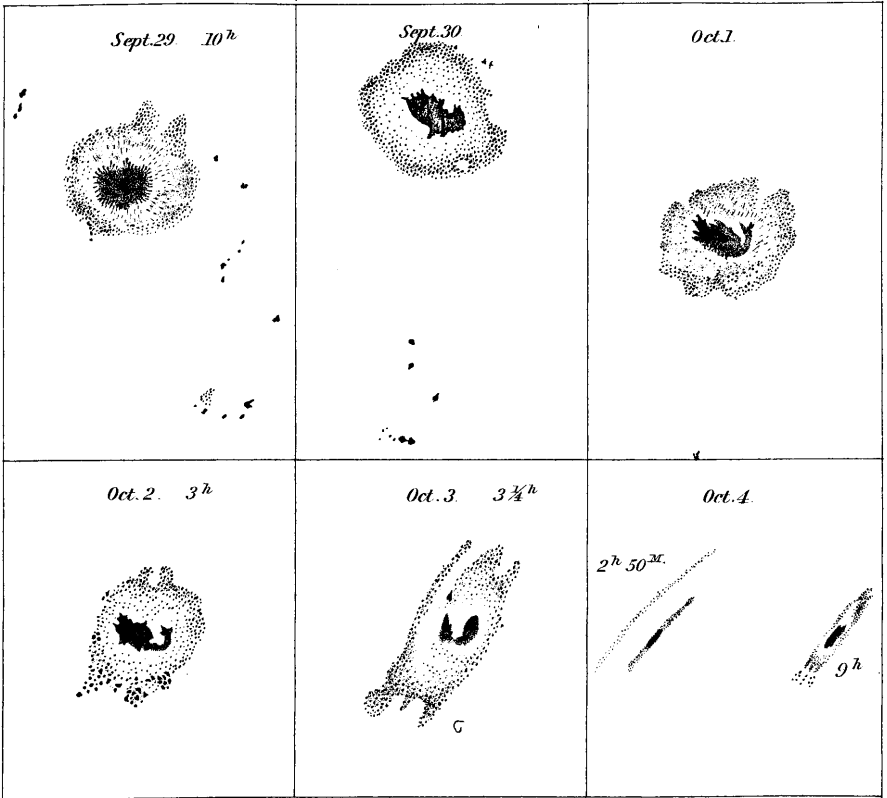 Sept. 29. 10h
Sept. 30
Oct. 1.
Oct. 2. 3h
Oct. 3. 3¼h
Oct. 4.
2h 50M.
9h